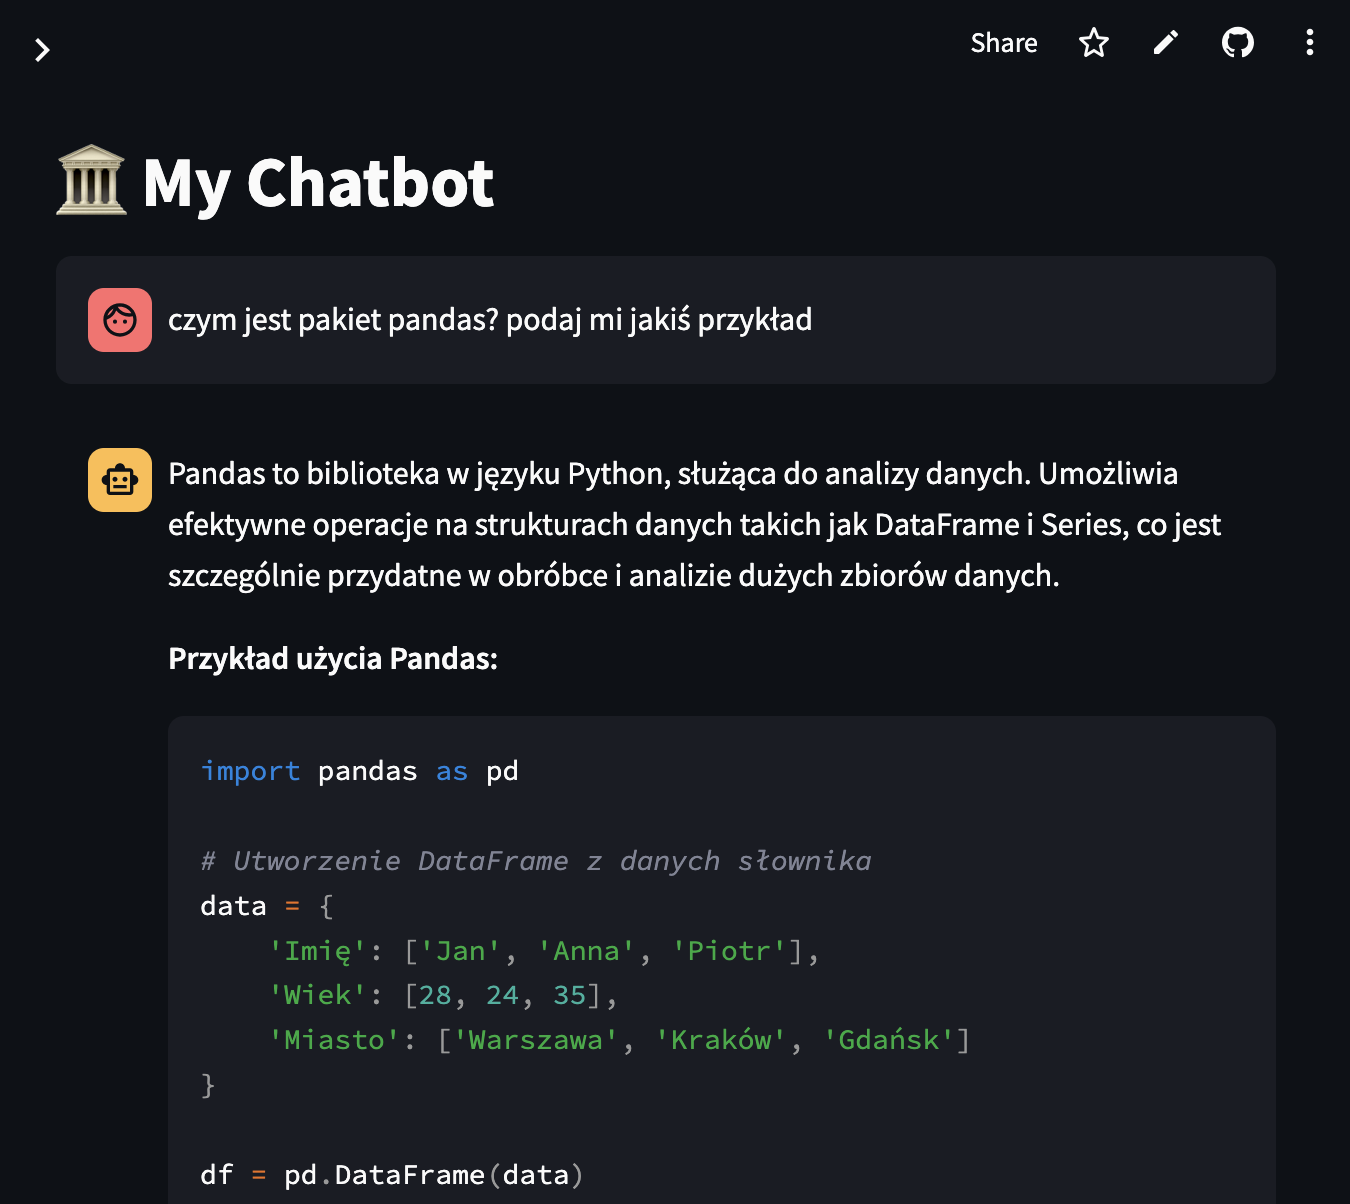 Share
My Chatbot
czym jest pakiet pandas? podaj mi jakiś przykład
Pandas to biblioteka w języku Python, służąca do analizy danych. Umożliwia
efektywne operacje na strukturach danych takich jak DataFrame i Series, co jest
szczególnie przydatne w obróbce i analizie dużych zbiorów danych.
Przykład użycia Pandas:
import pandas as pd
# Utworzenie DataFrame z danych słownika
data = {
    'Imię': ['Jan', 'Anna', 'Piotr'],
    'Wiek': [28, 24, 35],
    'Miasto': ['Warszawa', 'Kraków', 'Gdańsk']
}
df = pd.DataFrame(data)